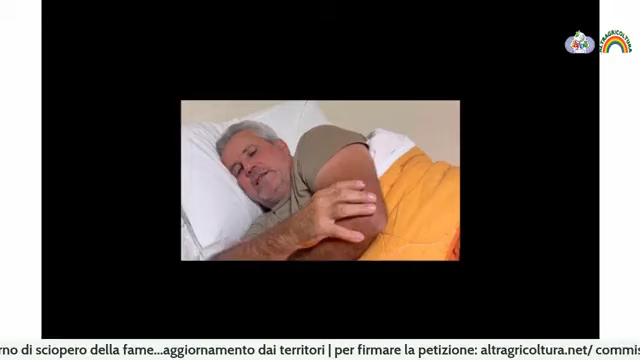 ALTRAGRICOLTURA
rno di sciopero della fame...aggiornamento dai territori | per firmare la petizione: altragricoltura.net/ commis